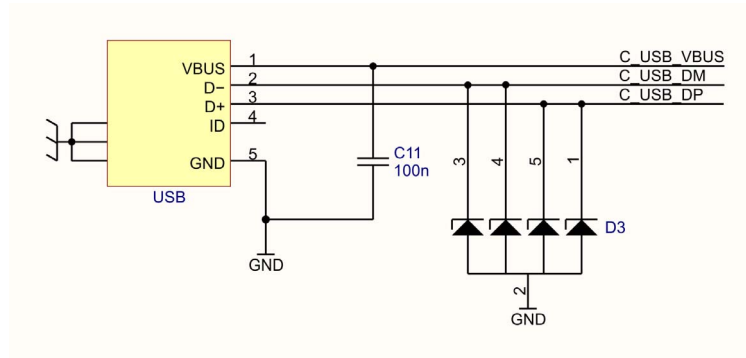 C_USB_VBUS
C_USB_DM
C_USB_DP
VBUS 1
D− 2
D+ 3
ID 4
GND 5
USB
C11
100n
GND
3 4 5 1
D3
2
GND